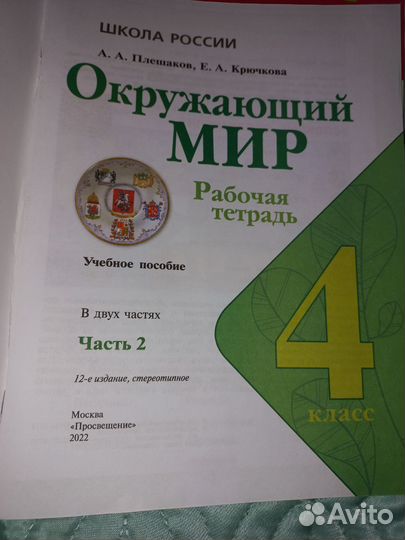 ШКОЛА РОССИИ
А. А. Плешаков, Е. А. Крючкова
Окружающий
МИР
Рабочая
тетрадь
Учебное пособие
В двух частях
Часть 2
4
класс
12-е издание, стереотипное
Москва
«Просвещение»
2022
Avito